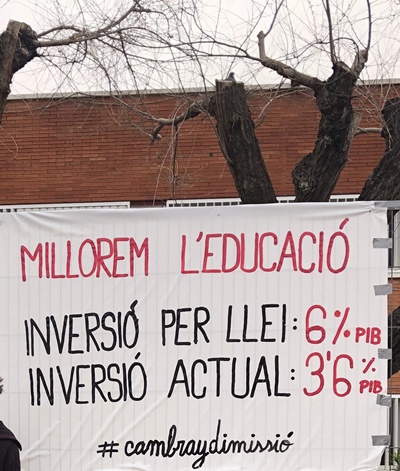 MILLOREM L'EDUCACIÓ
INVERSIÓ PER LLEI: 6% PIB
INVERSIÓ ACTUAL: 3'6% PIB
#cambraydimissió